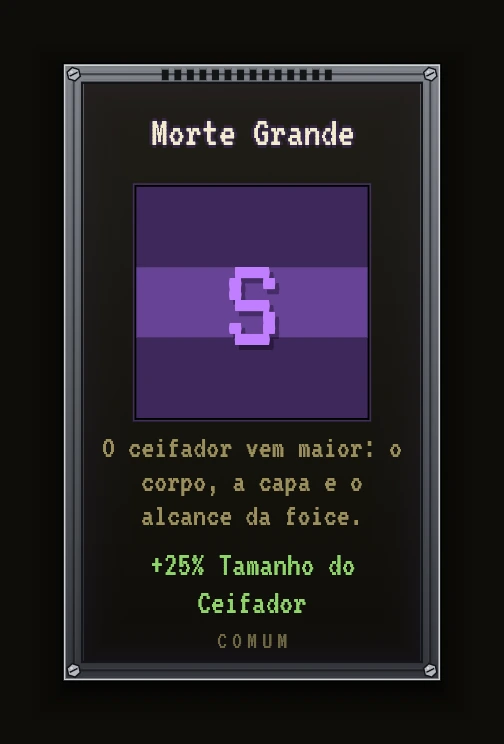 Morte Grande
S
O ceifador vem maior: o
corpo, a capa e o
alcance da foice.
+25% Tamanho do
Ceifador
COMUM